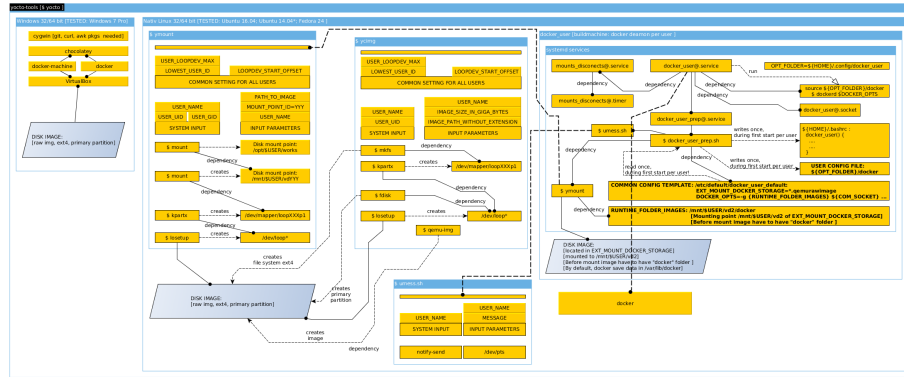 yocto-tools [$ yocto]
Windows 32/64 bit [TESTED: Windows 7 Pro]
cygwin [git, curl, awk pkgs needed]
chocolatey
docker-machine
docker
VirtualBox
DISK IMAGE:
[raw img, ext4, primary partition]
Nativ Linux 32/64 bit [TESTED: Ubuntu 16.04; Ubuntu 14.04*; Fedora 24 ]
$ ymount
USER_LOOPDEV_MAX
LOWEST_USER_ID
LOOPDEV_START_OFFSET
COMMON SETTING FOR ALL USERS
PATH_TO_IMAGE
USER_NAME
MOUNT_POINT_ID=YYY
USER_UID
USER_GID
USER_NAME
SYSTEM INPUT
INPUT PARAMETERS
$ mount
creates
Disk mount point:
/opt/$USER/works
dependency
$ mount
creates
Disk mount point:
/mnt/$USER/vdYYY
dependency
$ kpartx
creates
/dev/mapper/loopXXXp1
dependency
$ losetup
creates
/dev/loop*
creates
file system ext4
DISK IMAGE:
[raw img, ext4, primary partition]
$ ycimg
USER_LOOPDEV_MAX
LOWEST_USER_ID
LOOPDEV_START_OFFSET
COMMON SETTING FOR ALL USERS
USER_NAME
USER_NAME
IMAGE_SIZE_IN_GIGA_BYTES
USER_UID
IMAGE_PATH_WITHOUT_EXTENSION
SYSTEM INPUT
INPUT PARAMETERS
$ mkfs
dependency
$ kpartx
creates
/dev/mapper/loopXXXp1
dependency
$ fdisk
dependency
$ losetup
creates
/dev/loop*
$ qemu-img
creates
primary
partition
creates
image
dependency
$ umess.sh
USER_NAME
USER_NAME
MESSAGE
SYSTEM INPUT
INPUT PARAMETERS
notify-send
/dev/pts
docker_user [buildmachine: docker deamon per user ]
systemd services
mounts_disconects@.service
docker_user@.service
OPT_FOLDER=${HOME}/.config/docker_user
run
dependency
dependency
dependency
source ${OPT_FOLDER}/docker
$ dockerd $DOCKER_OPTS
mounts_disconects@.timer
docker_user@.socket
docker_user_prep@.service
$ umess.sh
dependency
$ docker_user_prep.sh
writes once,
during first start per user
${HOME}/.bashrc :
docker_user() {
....
....
}
dependency
read once,
during first start per user
writes once,
during first start per user
USER CONFIG FILE:
${OPT_FOLDER}/docker
dependency
$ ymount
COMMON CONFIG TEMPLATE: /etc/default/docker_user_default:
EXT_MOUNT_DOCKER_STORAGE=*.qemurawimage
DOCKER_OPTS=-g {RUNTIME_FOLDER_IMAGES} ${COM_SOCKET} ...
dependency
RUNTIME_FOLDER_IMAGES: /mnt/$USER/vd2/docker
[Mounting point /mnt/$USER/vd2 of EXT_MOUNT_DOCKER_STORAGE]
[Before mount image have to have "docker" folder ]
DISK IMAGE:
[located in EXT_MOUNT_DOCKER_STORAGE]
[mounted to /mnt/$USER/vd2]
[Before mount image have to have "docker" folder ]
[By default, docker save data in /var/lib/docker]
docker